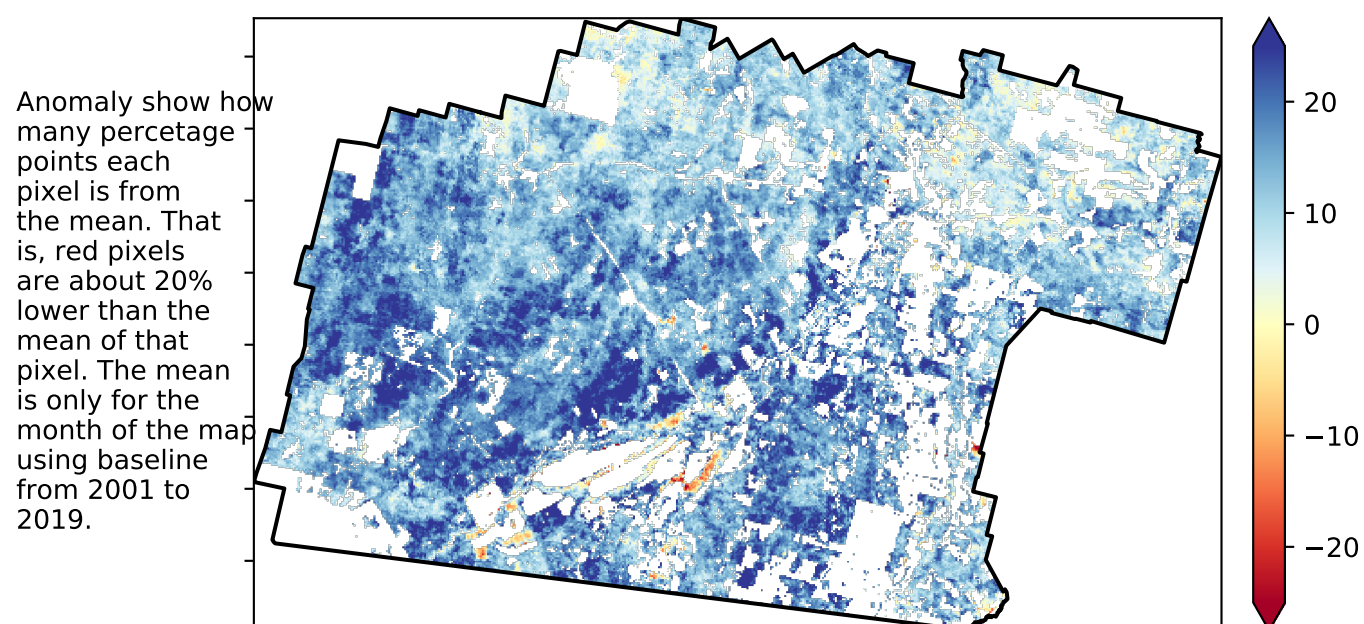 Anomaly show how
many percetage
points each
pixel is from
the mean. That
is, red pixels
are about 20%
lower than the
mean of that
pixel. The mean
is only for the
month of the map
using baseline
from 2001 to
2019.
20
10
0
−10
−20